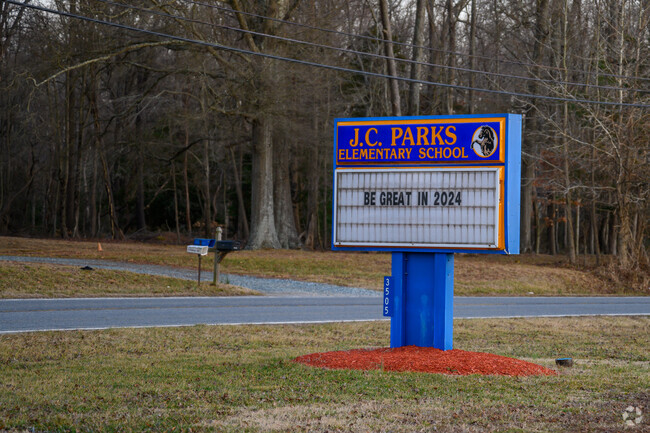 J.C. PARKS
ELEMENTARY SCHOOL
BE GREAT IN 2024
3505